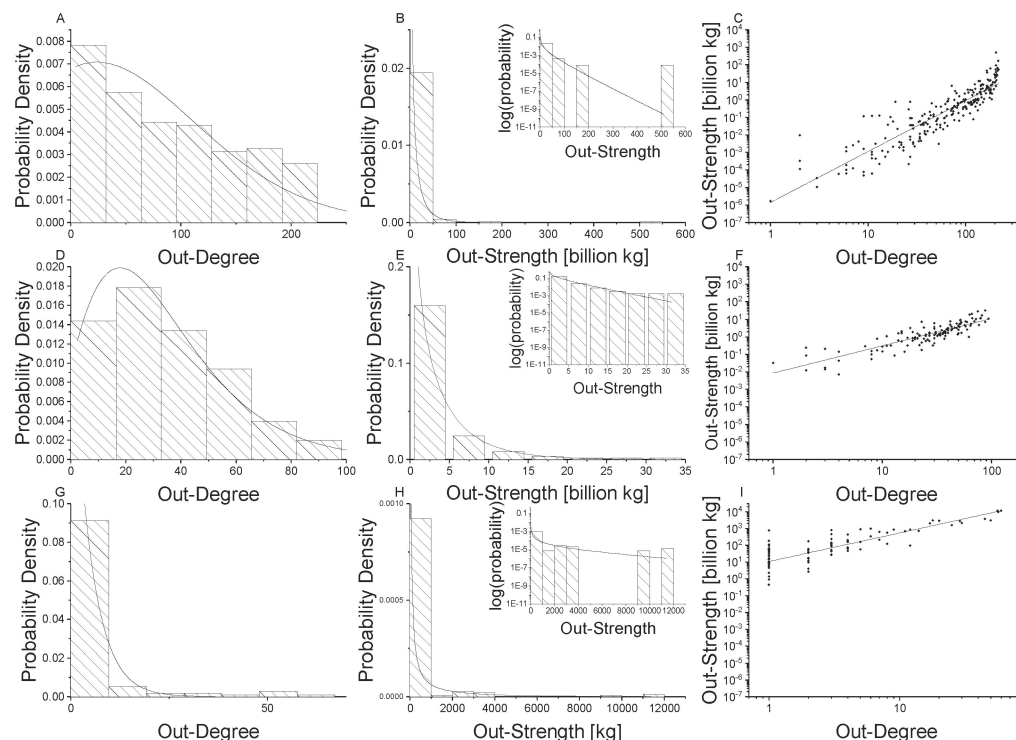 A
Probability Density
0.008
0.007
0.006
0.005
0.004
0.003
0.002
0.001
0.000
0 100 200
Out-Degree
B
Probability Density
0.02
0.01
0.00
0 100 200 300 400 500 600
Out-Strength [billion kg]
log(probability)
0.1
1E-3
1E-5
1E-7
1E-9
1E-11
0 100 200 300 400 500 600
Out-Strength
C
Out-Strength [billion kg]
10^4
10^3
10^2
10^1
10^0
10^-1
10^-2
10^-3
10^-4
10^-5
10^-6
10^-7
1 10 100
Out-Degree
D
Probability Density
0.020
0.018
0.016
0.014
0.012
0.010
0.008
0.006
0.004
0.002
0.000
0 20 40 60 80 100
Out-Degree
E
Probability Density
0.2
0.1
0.0
0 5 10 15 20 25 30 35
Out-Strength [billion kg]
log(probability)
0.1
1E-3
1E-5
1E-7
1E-9
1E-11
0 5 10 15 20 25 30 35
Out-Strength
F
Out-Strength [billion kg]
10^4
10^3
10^2
10^1
10^0
10^-1
10^-2
10^-3
10^-4
10^-5
10^-6
10^-7
1 10 100
Out-Degree
G
Probability Density
0.10
0.08
0.06
0.04
0.02
0.00
0 50
Out-Degree
H
Probability Density
0.0010
0.0005
0.0000
0 2000 4000 6000 8000 10000 12000
Out-Strength [kg]
log(probability)
0.1
1E-3
1E-5
1E-7
1E-9
1E-11
0 2000 4000 6000 8000 10000 12000
Out-Strength
I
Out-Strength [billion kg]
10^4
10^3
10^2
10^1
10^0
10^-1
10^-2
10^-3
10^-4
10^-5
10^-6
10^-7
1 10
Out-Degree